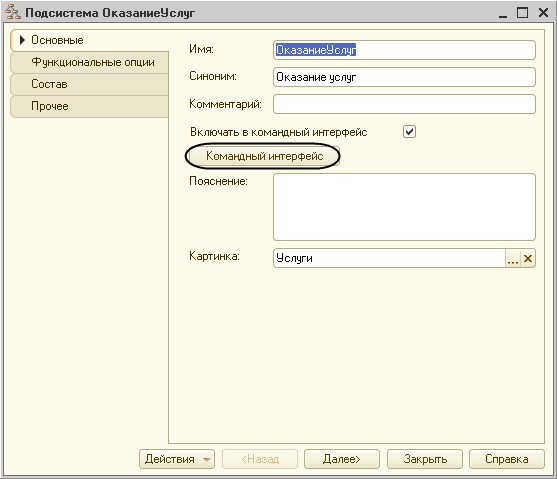 Подсистема ОказаниеУслуг
Основные
Функциональные опции
Состав
Прочее
Имя: ОказаниеУслуг
Синоним: Оказание услуг
Комментарий:
Включать в командный интерфейс
Командный интерфейс
Пояснение:
Картинка: Услуги ...
Действия <Назад Далее> Закрыть Справка